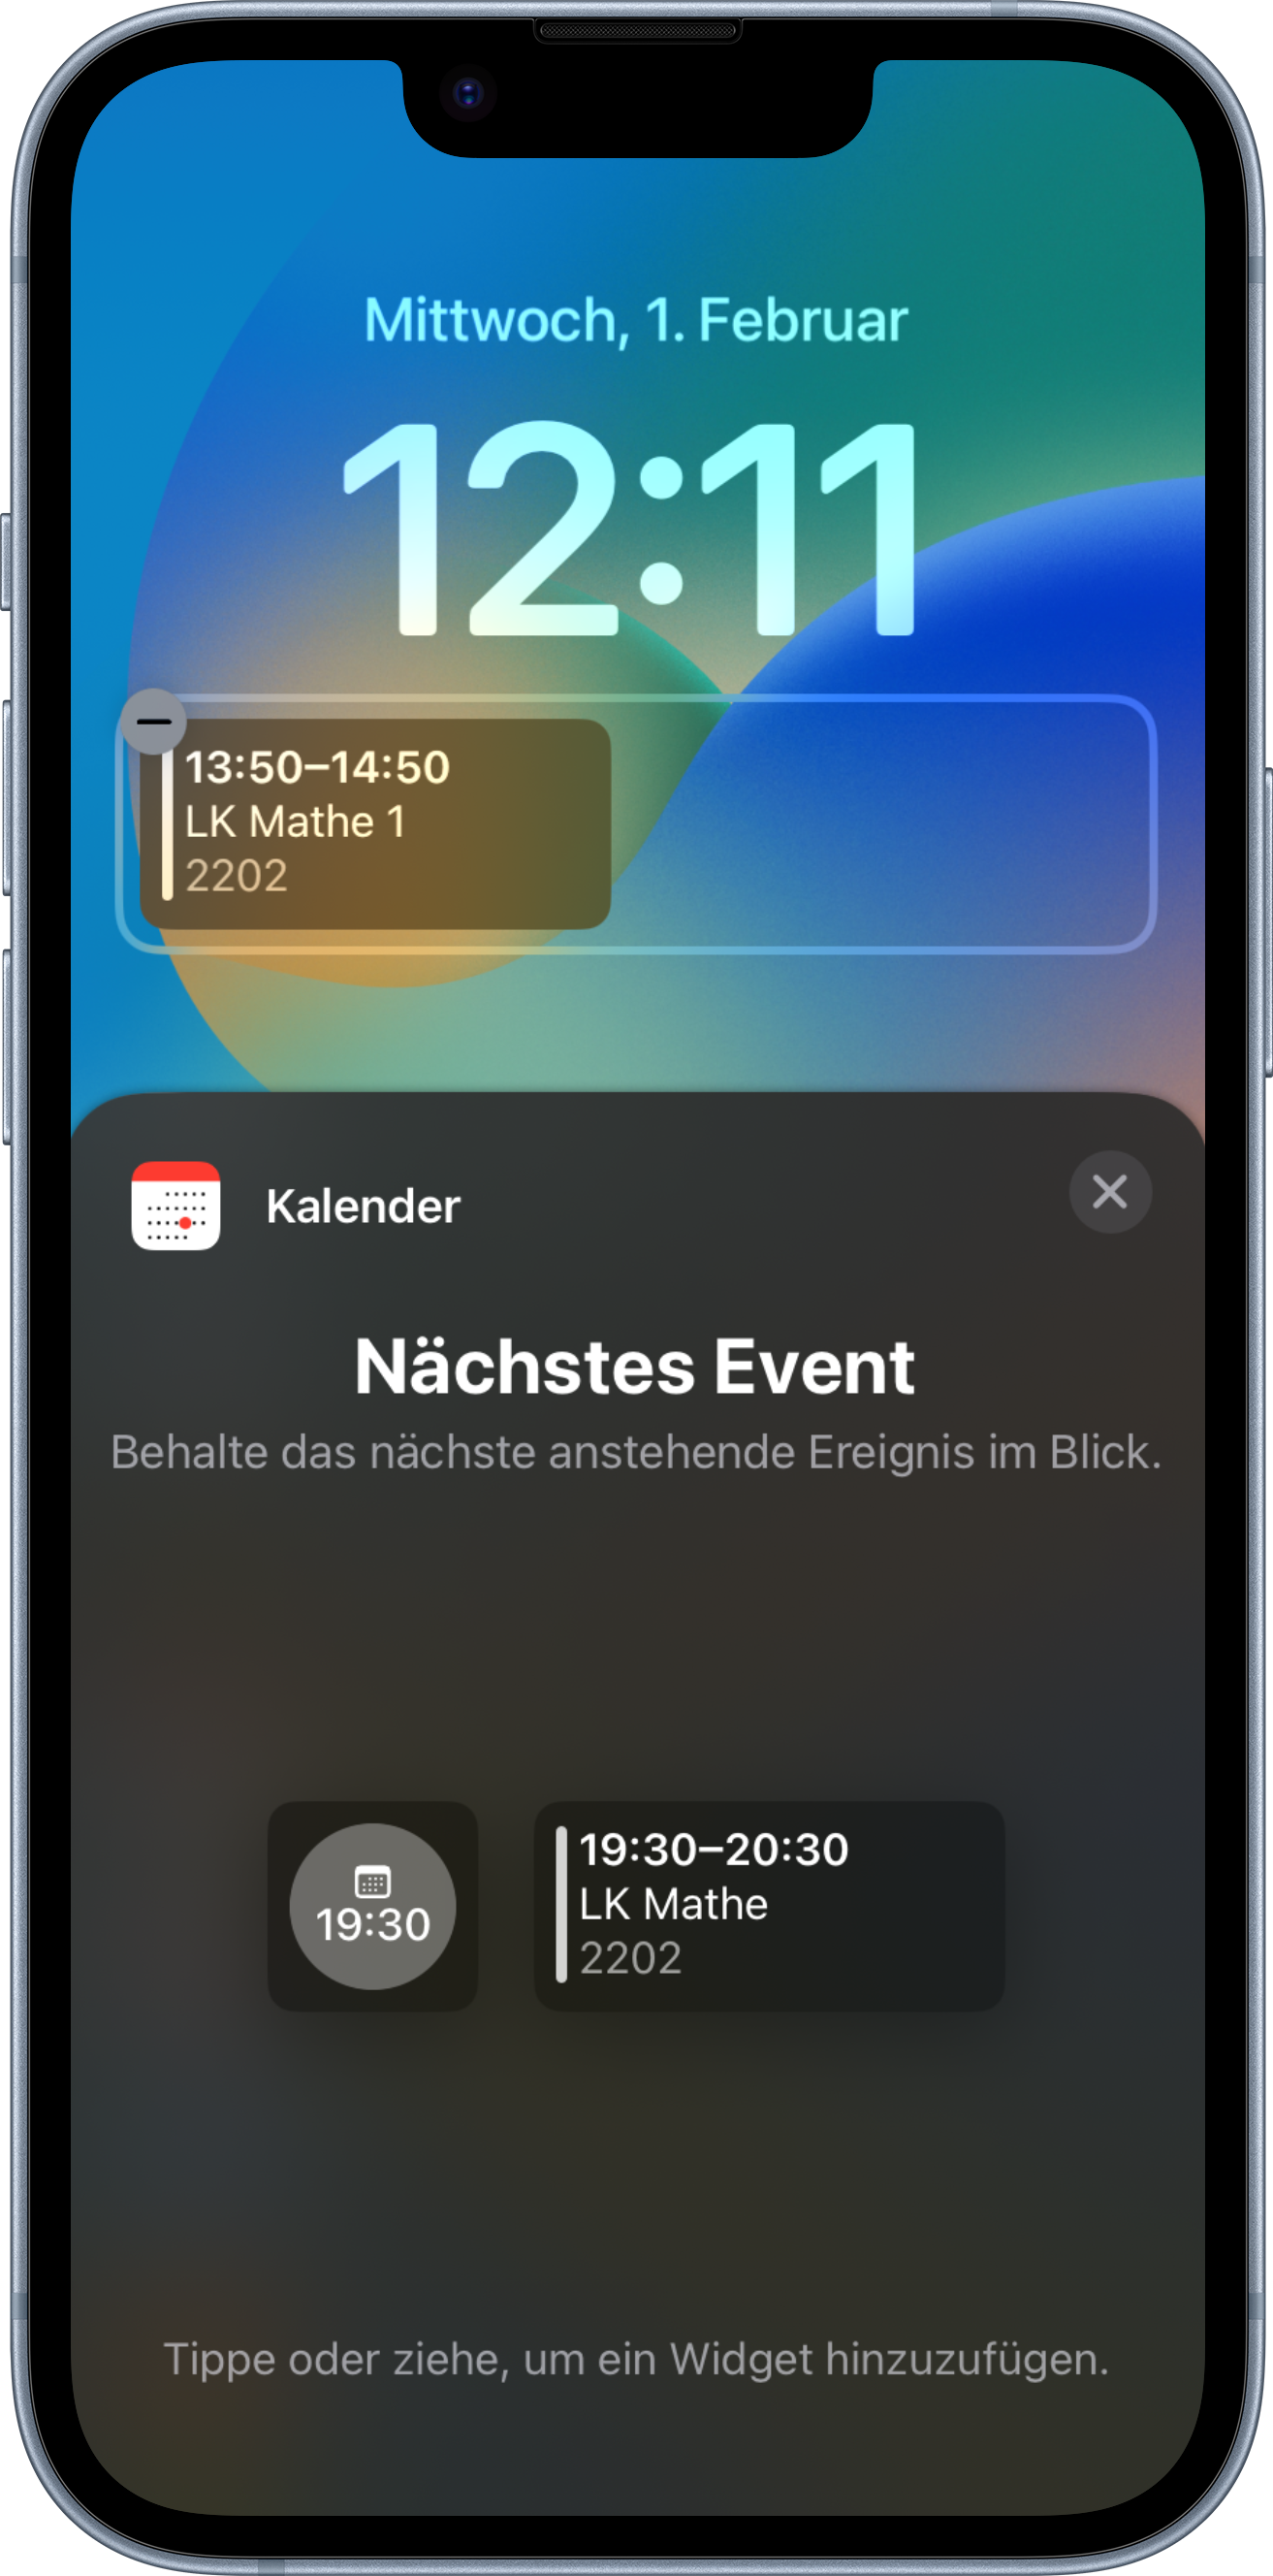 Mittwoch, 1. Februar
12:11
13:50–14:50
LK Mathe 1
2202
Kalender
Nächstes Event
Behalte das nächste anstehende Ereignis im Blick.
19:30
19:30–20:30
LK Mathe
2202
Tippe oder ziehe, um ein Widget hinzuzufügen.